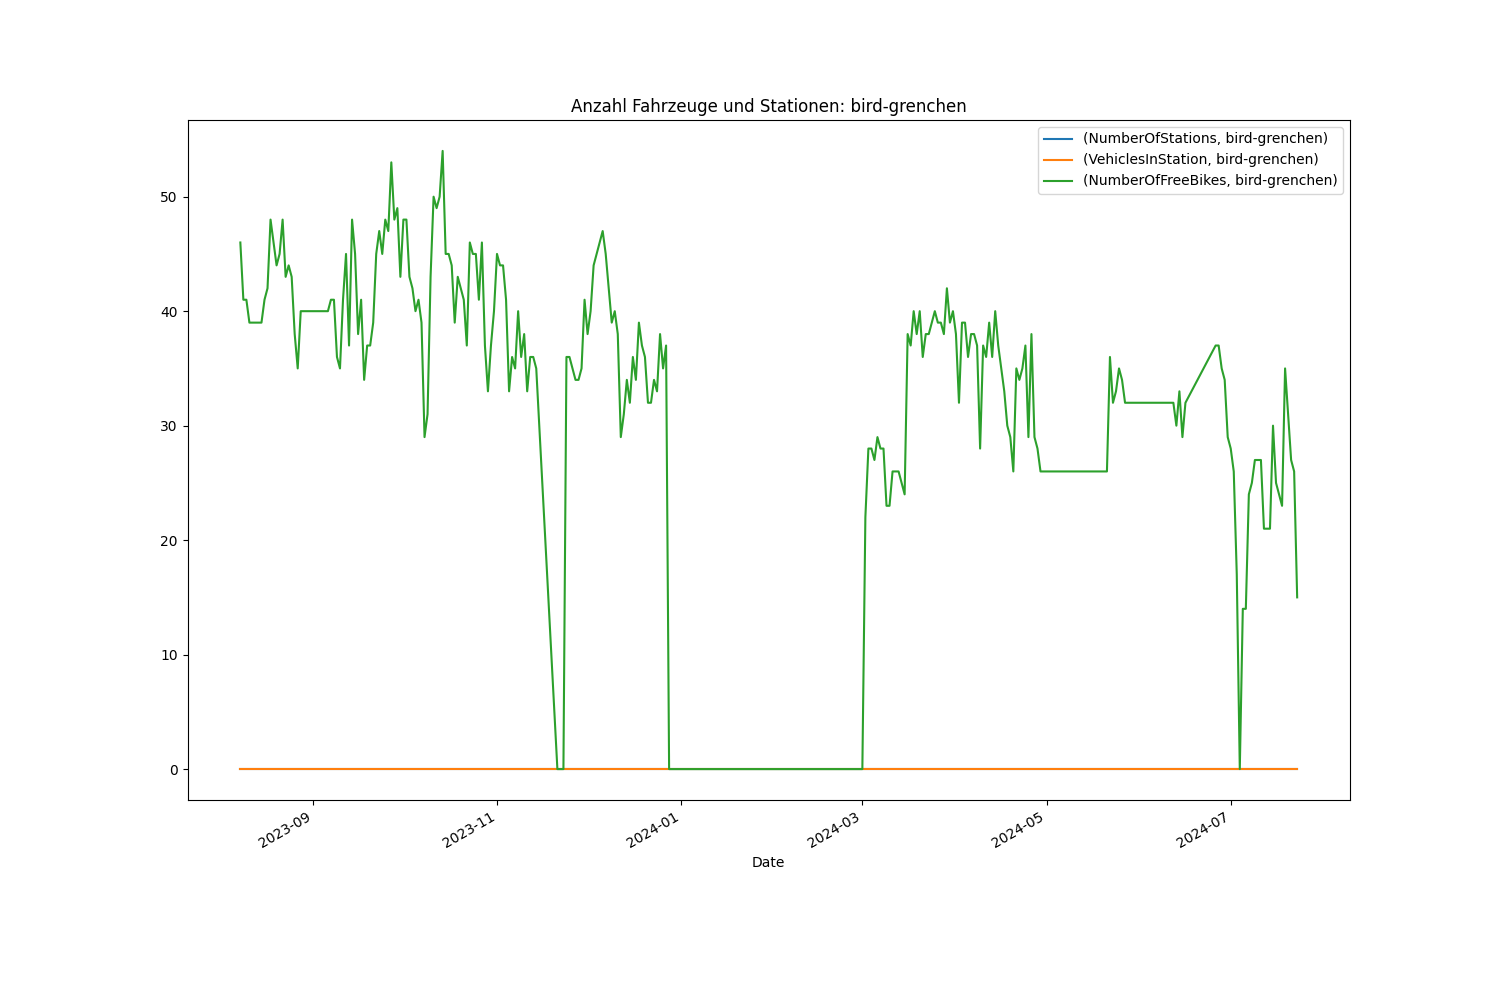 Anzahl Fahrzeuge und Stationen: bird-grenchen
(NumberOfStations, bird-grenchen)
(VehiclesInStation, bird-grenchen)
(NumberOfFreeBikes, bird-grenchen)
50
40
30
20
10
0
2023-09
2023-11
2024-01
2024-03
2024-05
2024-07
Date